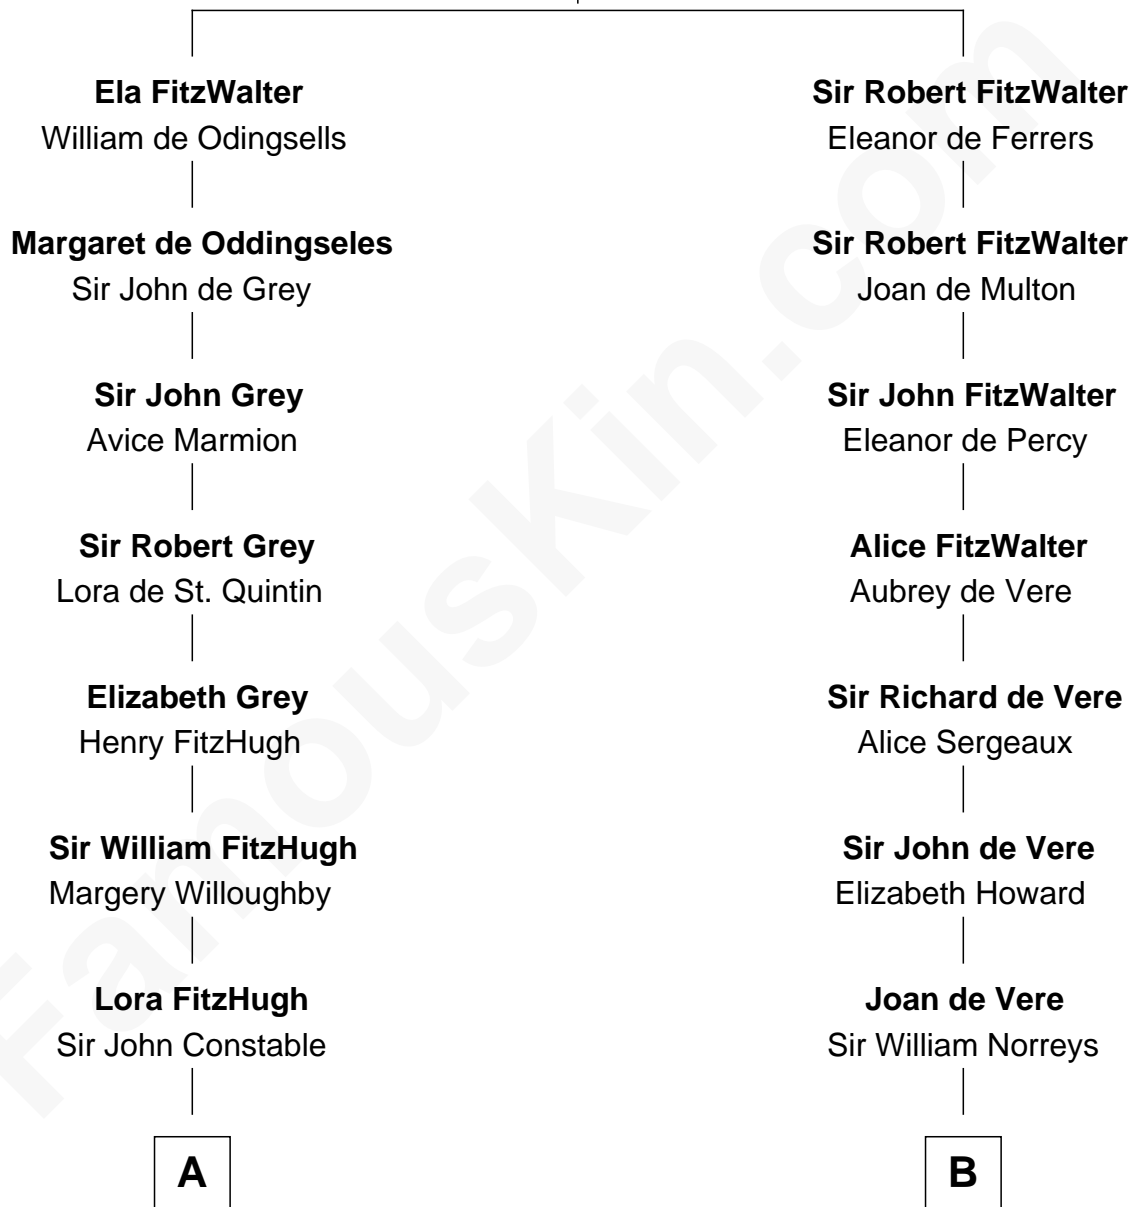 Ela FitzWalter
William de Odingsells
Margaret de Oddingseles
Sir John de Grey
Sir John Grey
Avice Marmion
Sir Robert Grey
Lora de St. Quintin
Elizabeth Grey
Henry FitzHugh
Sir William FitzHugh
Margery Willoughby
Lora FitzHugh
Sir John Constable
A
Sir Robert FitzWalter
Eleanor de Ferrers
Sir Robert FitzWalter
Joan de Multon
Sir John FitzWalter
Eleanor de Percy
Alice FitzWalter
Aubrey de Vere
Sir Richard de Vere
Alice Sergeaux
Sir John de Vere
Elizabeth Howard
Joan de Vere
Sir William Norreys
B
FamousKin.com